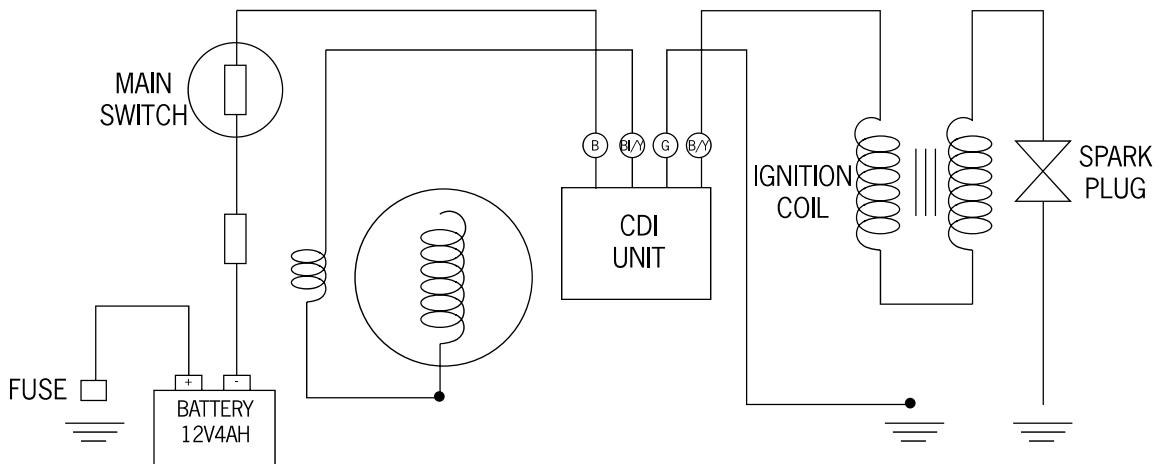 MAIN
SWITCH
B
Bl/Y
G
B/Y
CDI
UNIT
IGNITION
COIL
SPARK
PLUG
FUSE
+
-
BATTERY
12V4AH